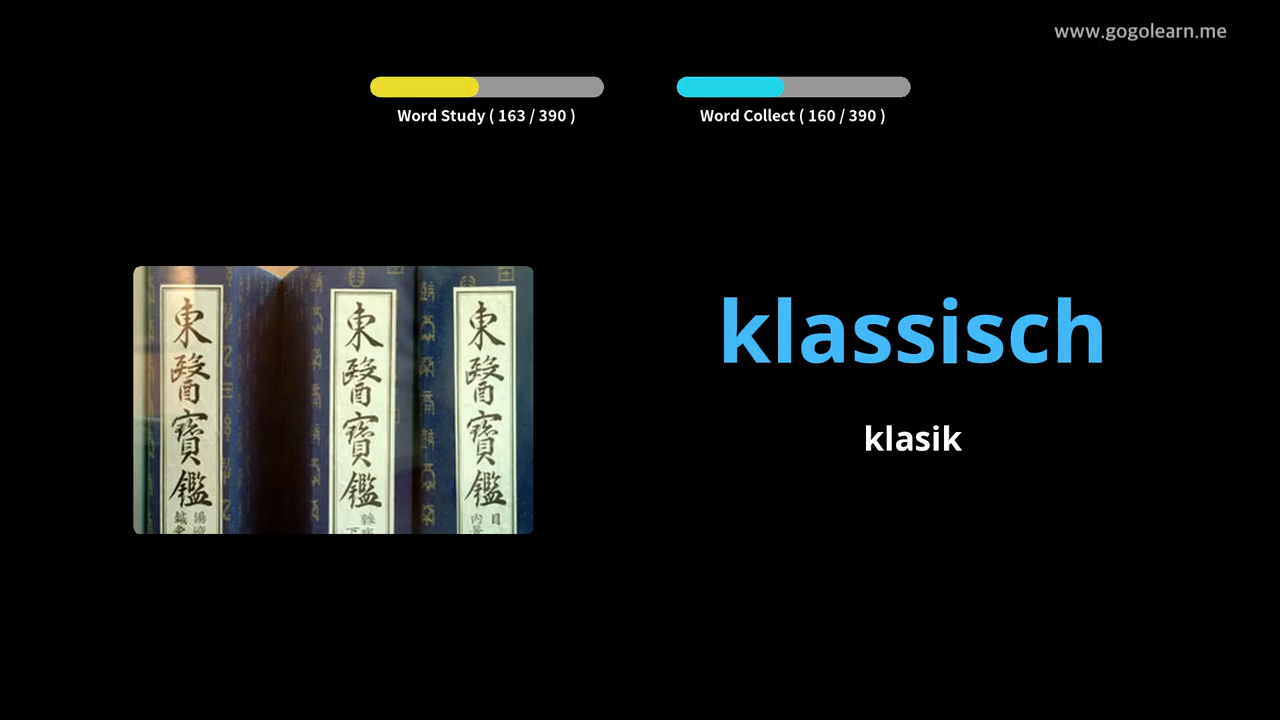 www.gogolearn.me
Word Study ( 163 / 390 )
Word Collect ( 160 / 390 )
東醫寶鑑
東醫寶鑑
東醫寶鑑
klassisch
klasik